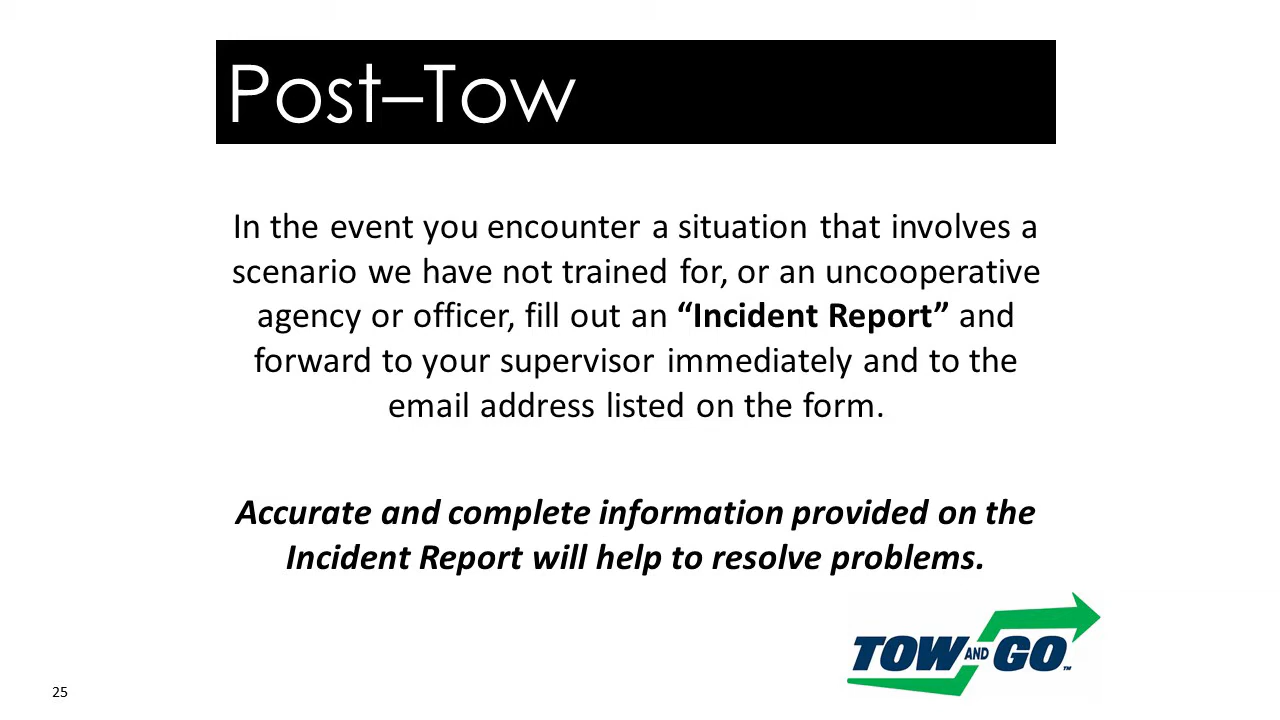 Post–Tow
In the event you encounter a situation that involves a
scenario we have not trained for, or an uncooperative
agency or officer, fill out an “Incident Report” and
forward to your supervisor immediately and to the
email address listed on the form.
Accurate and complete information provided on the
Incident Report will help to resolve problems.
TOW AND GO™
25